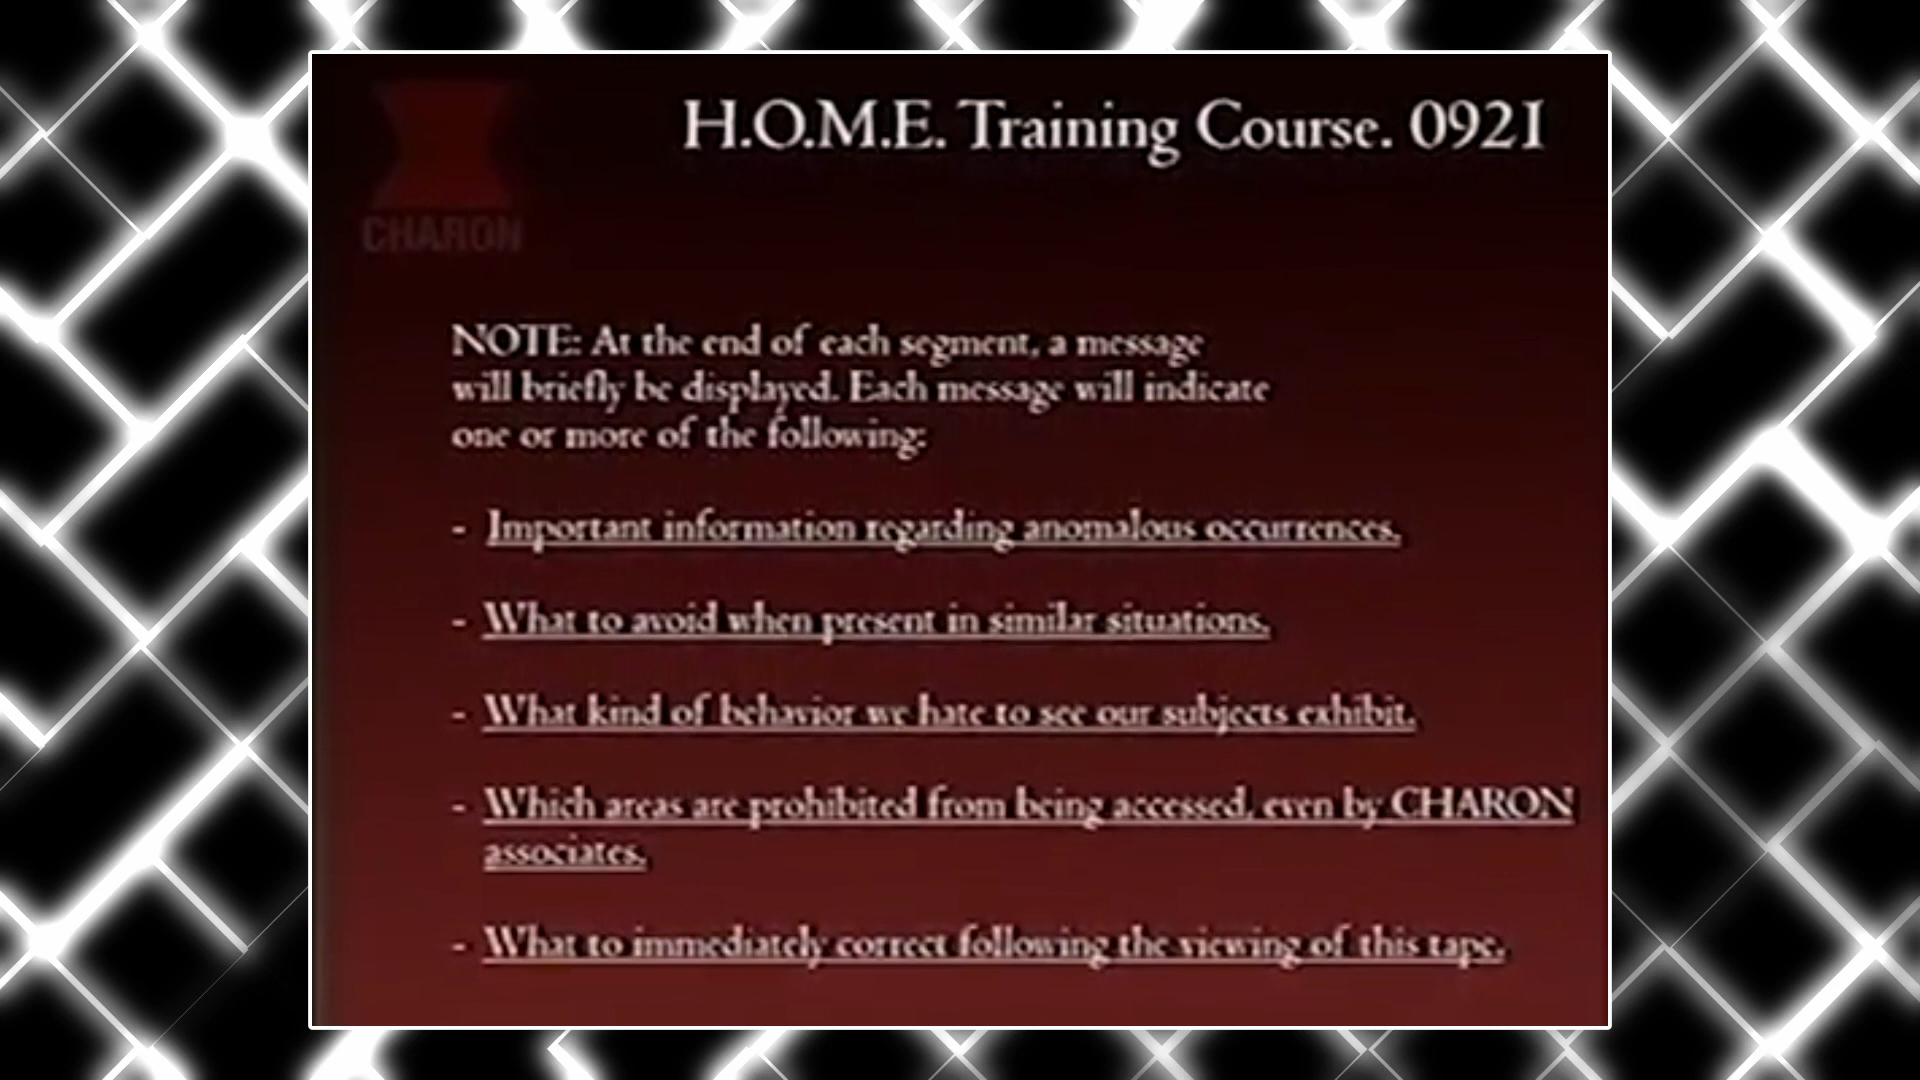 H.O.M.E. Training Course. 0921
CHARON
NOTE: At the end of each segment, a message
will briefly be displayed. Each message will indicate
one or more of the following:
- Important information regarding anomalous occurrences.
- What to avoid when present in similar situations.
- What kind of behavior we hate to see our subjects exhibit.
- Which areas are prohibited from being accessed, even by CHARON
associates.
- What to immediately correct following the viewing of this tape.